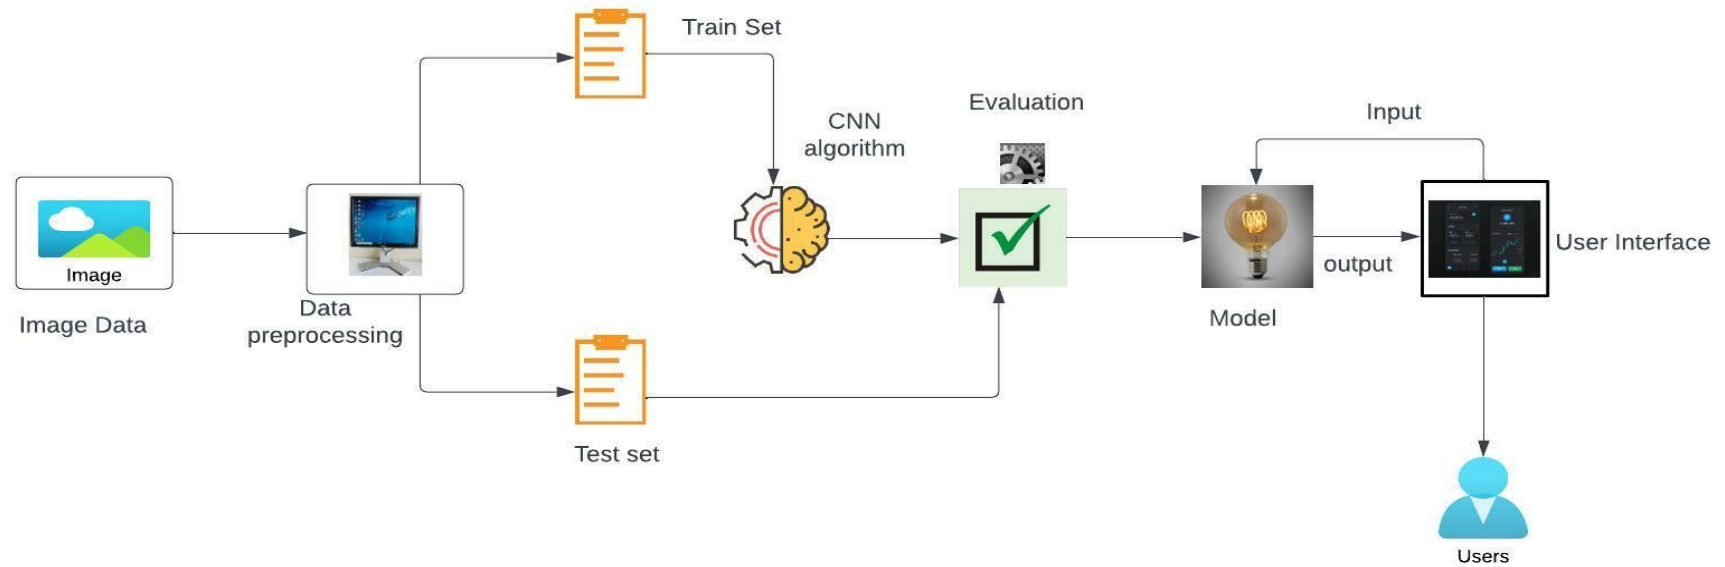 Train Set
Evaluation
Input
CNN
algorithm
Image
Image Data
Data
preprocessing
output
User Interface
Model
Test set
Users